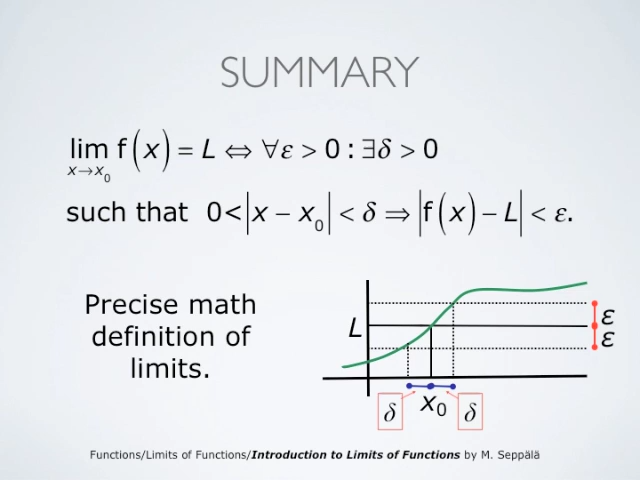 SUMMARY
lim f(x) = L ⇔ ∀ε > 0 : ∃δ > 0
x→x₀
such that 0<|x − x₀| < δ ⇒ |f(x) − L| < ε.
Precise math
definition of
limits.
L
ε
ε
δ
x₀
δ
Functions/Limits of Functions/Introduction to Limits of Functions by M. Seppälä